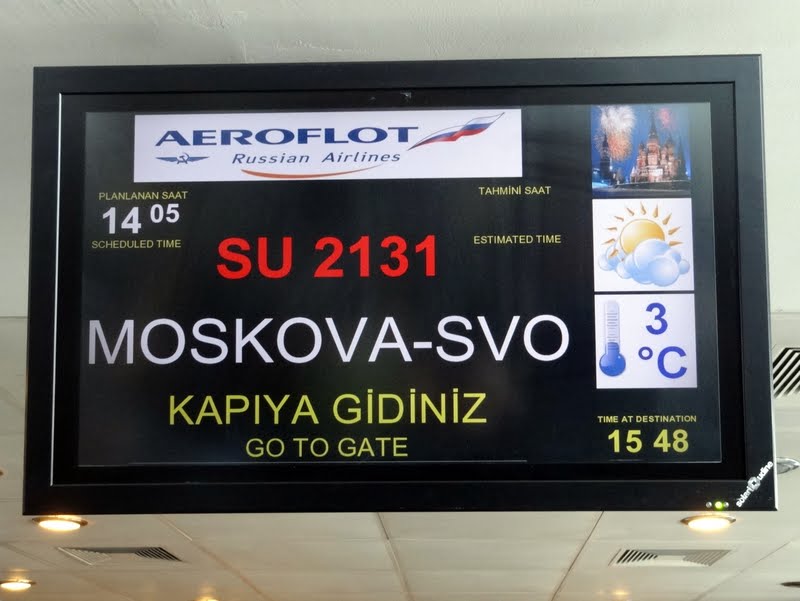 AEROFLOT
Russian Airlines
PLANLANAN SAAT
14 05
SCHEDULED TIME
TAHMİNİ SAAT
ESTIMATED TIME
SU 2131
MOSKOVA-SVO
3 °C
KAPIYA GİDİNİZ
GO TO GATE
TIME AT DESTINATION
15 48